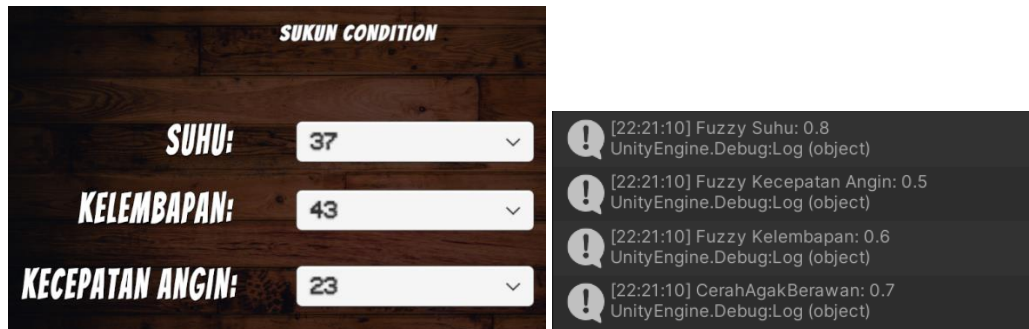 SUKUN CONDITION
SUHU: 37
KELEMBAPAN: 43
KECEPATAN ANGIN: 23
[22:21:10] Fuzzy Suhu: 0.8
UnityEngine.Debug:Log (object)
[22:21:10] Fuzzy Kecepatan Angin: 0.5
UnityEngine.Debug:Log (object)
[22:21:10] Fuzzy Kelembapan: 0.6
UnityEngine.Debug:Log (object)
[22:21:10] CerahAgakBerawan: 0.7
UnityEngine.Debug:Log (object)